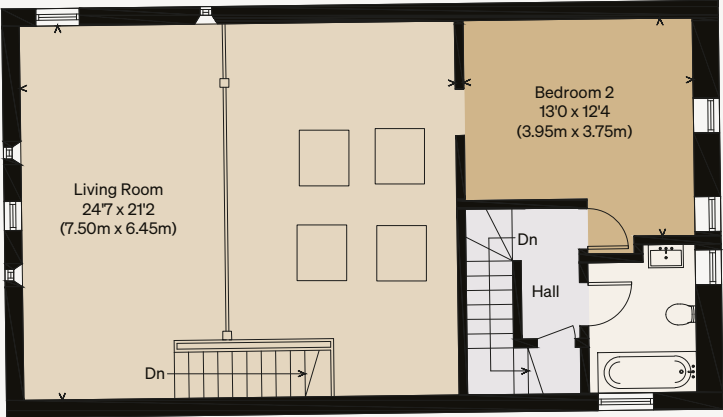 Bedroom 2
13'0 x 12'4
(3.95m x 3.75m)
Living Room
24'7 x 21'2
(7.50m x 6.45m)
Dn
Hall
Dn